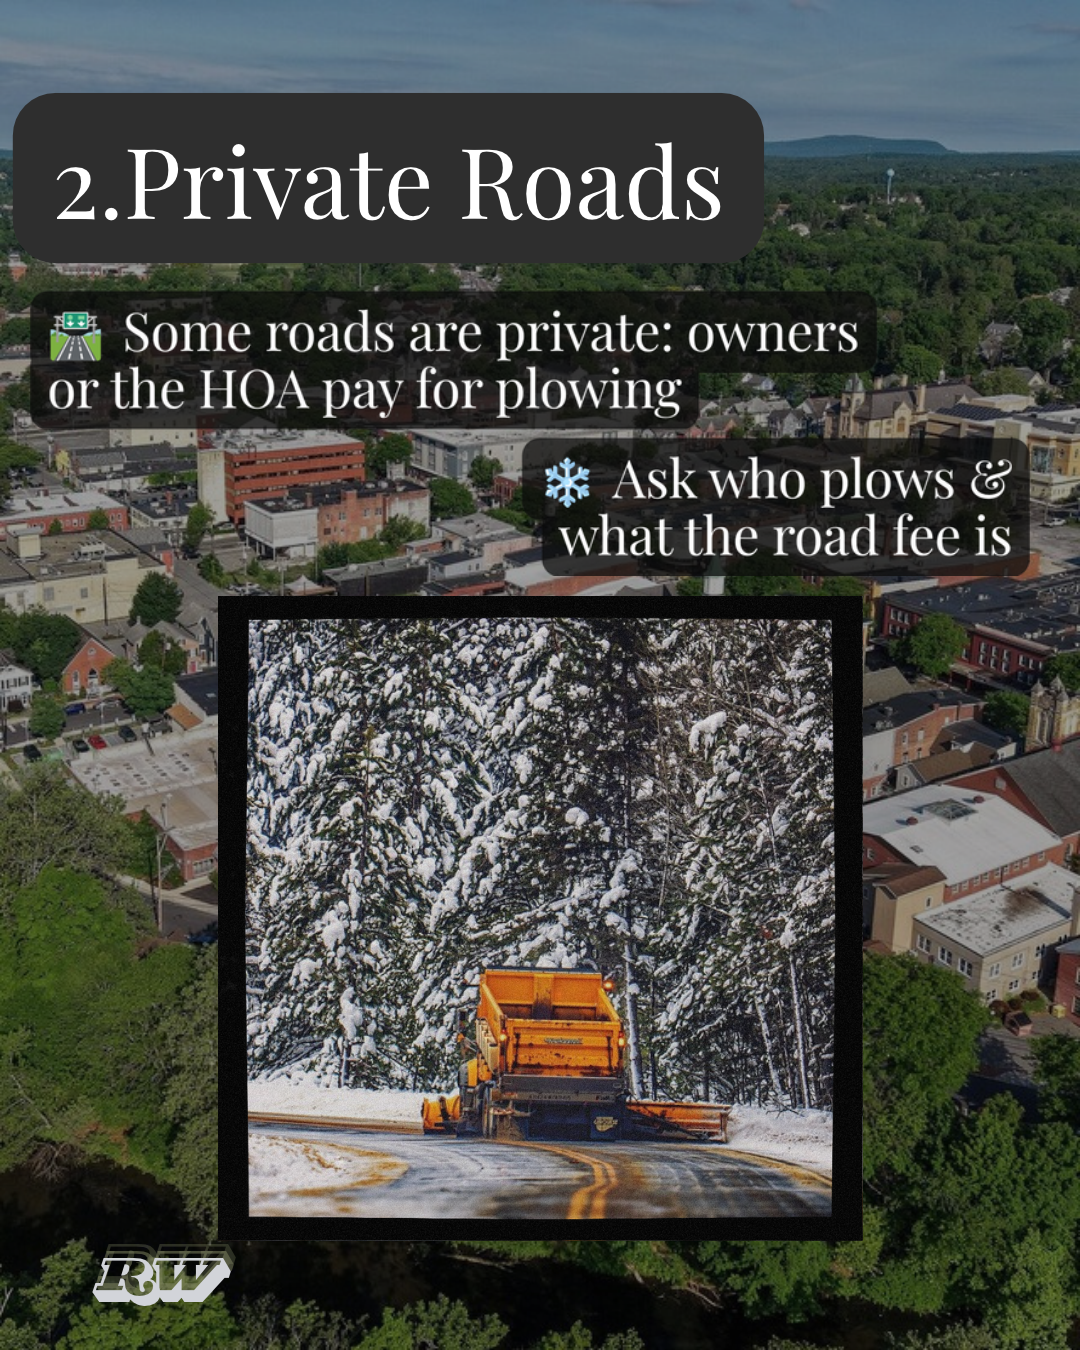 2.Private Roads
🛣️ Some roads are private: owners
or the HOA pay for plowing
❄️ Ask who plows &
what the road fee is
RW